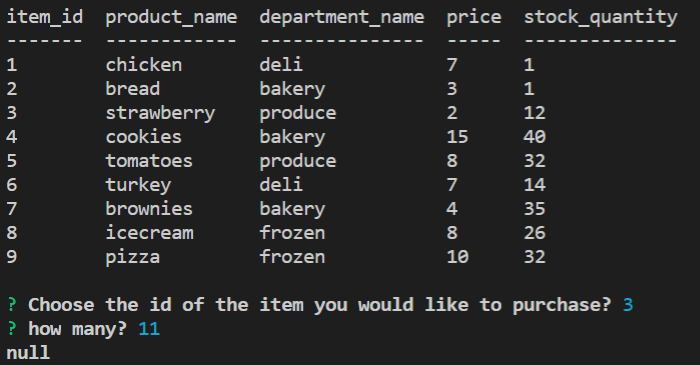 item_id  product_name  department_name  price  stock_quantity
-------  ------------  ---------------  -----  --------------
1        chicken       deli             7      1
2        bread         bakery           3      1
3        strawberry    produce          2      12
4        cookies       bakery           15     40
5        tomatoes      produce          8      32
6        turkey        deli             7      14
7        brownies      bakery           4      35
8        icecream      frozen           8      26
9        pizza         frozen           10     32
? Choose the id of the item you would like to purchase? 3
? how many? 11
null